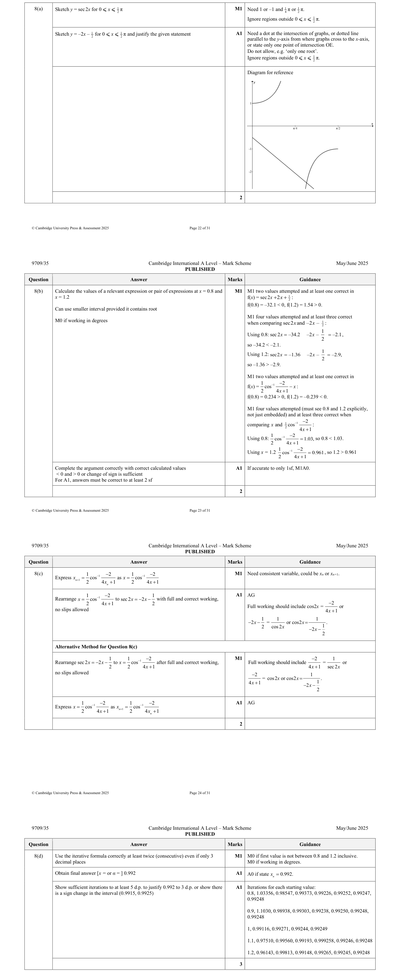 8(a)
Sketch y = sec 2x for 0 ⩽ x ⩽ ½ π
M1
Need 1 or –1 and ½ π or ¼ π.
Ignore regions outside 0 ⩽ x ⩽ ½ π.
Sketch y = –2x – ½ for 0 ⩽ x ⩽ ½ π and justify the given statement
A1
Need a dot at the intersection of graphs, or dotted line
parallel to the y-axis from where graphs cross to the x-axis,
or state only one point of intersection OE.
Do not allow, e.g. 'only one root'.
Ignore regions outside 0 ⩽ x ⩽ ½ π.
Diagram for reference
2
© Cambridge University Press & Assessment 2025 Page 22 of 31
9709/35 Cambridge International A Level – Mark Scheme May/June 2025
PUBLISHED
Question Answer Marks Guidance
8(b)
Calculate the values of a relevant expression or pair of expressions at x = 0.8 and
x = 1.2
Can use smaller interval provided it contains root
M0 if working in degrees
M1
M1 two values attempted and at least one correct in
f(x) = sec 2x + 2x + ½ :
f(0.8) = –32.1 < 0, f(1.2) = 1.54 > 0.
M1 four values attempted and at least three correct
when comparing sec 2x and –2x – ½ :
Using 0.8: sec 2x = –34.2 –2x – 1/2 = –2.1,
so –34.2 < –2.1.
Using 1.2: sec 2x = –1.36 –2x – 1/2 = –2.9,
so –1.36 > –2.9.
M1 two values attempted and at least one correct in
f(x) = 1/2 cos⁻¹ –2/(4x + 1) – x :
f(0.8) = 0.234 > 0, f(1.2) = –0.239 < 0.
M1 four values attempted (must see 0.8 and 1.2 explicitly,
not just embedded) and at least three correct when
comparing x and ½ cos⁻¹ –2/(4x + 1) :
Using 0.8: 1/2 cos⁻¹ –2/(4x + 1) = 1.03, so 0.8 < 1.03.
Using x = 1.2 1/2 cos⁻¹ –2/(4x + 1) = 0.961, so 1.2 > 0.961
Complete the argument correctly with correct calculated values
< 0 and > 0 or change of sign is sufficient
For A1, answers must be correct to at least 2 sf
A1
If accurate to only 1sf, M1A0.
2
© Cambridge University Press & Assessment 2025 Page 23 of 31
9709/35 Cambridge International A Level – Mark Scheme May/June 2025
PUBLISHED
Question Answer Marks Guidance
8(c)
Express xₙ₊₁ = 1/2 cos⁻¹ –2/(4xₙ + 1) as x = 1/2 cos⁻¹ –2/(4x + 1)
M1
Need consistent variable, could be xₙ or xₙ₊₁.
Rearrange x = 1/2 cos⁻¹ –2/(4x + 1) to sec 2x = –2x – 1/2 with full and correct working,
no slips allowed
A1
AG
Full working should include cos2x = –2/(4x + 1) or
–2x – 1/2 = 1/cos 2x or cos2x = 1/(–2x – 1/2).
Alternative Method for Question 8(c)
Rearrange sec 2x = –2x – 1/2 to x = 1/2 cos⁻¹ –2/(4x + 1) after full and correct working,
no slips allowed
M1
Full working should include –2/(4x + 1) = 1/sec 2x or
–2/(4x + 1) = cos 2x or cos2x = 1/(–2x – 1/2)
Express x = 1/2 cos⁻¹ –2/(4x + 1) as xₙ₊₁ = 1/2 cos⁻¹ –2/(4xₙ + 1)
A1
AG
2
© Cambridge University Press & Assessment 2025 Page 24 of 31
9709/35 Cambridge International A Level – Mark Scheme May/June 2025
PUBLISHED
Question Answer Marks Guidance
8(d)
Use the iterative formula correctly at least twice (consecutive) even if only 3
decimal places
M1
M0 if first value is not between 0.8 and 1.2 inclusive.
M0 if working in degrees.
Obtain final answer [x = or α = ] 0.992
A1
A0 if state xₙ = 0.992.
Show sufficient iterations to at least 5 d.p. to justify 0.992 to 3 d.p. or show there
is a sign change in the interval (0.9915, 0.9925)
A1
Iterations for each starting value:
0.8, 1.03356, 0.98547, 0.99373, 0.99226, 0.99252, 0.99247,
0.99248
0.9, 1.1030, 0.98938, 0.99303, 0.99238, 0.99250, 0.99248,
0.99248
1, 0.99116, 0.99271, 0.99244, 0.99249
1.1, 0.97510, 0.99560, 0.99193, 0.99258, 0.99246, 0.99248
1.2, 0.96143, 0.99813, 0.99148, 0.99265, 0.99245, 0.99248
3